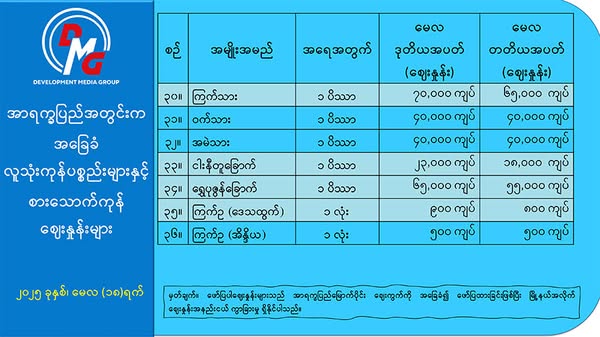 DMG
DEVELOPMENT MEDIA GROUP
အာရက္ခပြည်အတွင်းက
အခြေခံ
လူသုံးကုန်ပစ္စည်းများနှင့်
စားသောက်ကုန်
ဈေးနှုန်းများ
၂၀၂၅ ခုနှစ်၊ မေလ (၁၈)ရက်
စဉ် အမျိုးအမည် အရေအတွက် မေလ ဒုတိယအပတ် (ဈေးနှုန်း) မေလ တတိယအပတ် (ဈေးနှုန်း)
၃၀။ ကြက်သား ၁ ပိဿာ ၇၀,၀၀၀ ကျပ် ၆၅,၀၀၀ ကျပ်
၃၁။ ဝက်သား ၁ ပိဿာ ၄၀,၀၀၀ ကျပ် ၄၀,၀၀၀ ကျပ်
၃၂။ အမဲသား ၁ ပိဿာ ၄၀,၀၀၀ ကျပ် ၄၀,၀၀၀ ကျပ်
၃၃။ ငါးနီတူခြောက် ၁ ပိဿာ ၂၃,၀၀၀ ကျပ် ၁၈,၀၀၀ ကျပ်
၃၄။ ရွှေပုဇွန်ခြောက် ၁ ပိဿာ ၆၅,၀၀၀ ကျပ် ၅၅,၀၀၀ ကျပ်
၃၅။ ကြက်ဥ (ဒေသထွက်) ၁ လုံး ၉၀၀ ကျပ် ၈၀၀ ကျပ်
၃၆။ ကြက်ဥ (အိန္ဒိယ) ၁ လုံး ၅၀၀ ကျပ် ၅၀၀ ကျပ်
မှတ်ချက်။ ဖော်ပြပါဈေးနှုန်းများသည် အာရက္ခပြည်မြောက်ပိုင်း ဈေးကွက်ကို အခြေခံ၍ ဖော်ပြထားခြင်းဖြစ်ပြီး မြို့နယ်အလိုက်
ဈေးနှုန်းအနည်းငယ် ကွာခြားမှု ရှိနိုင်ပါသည်။